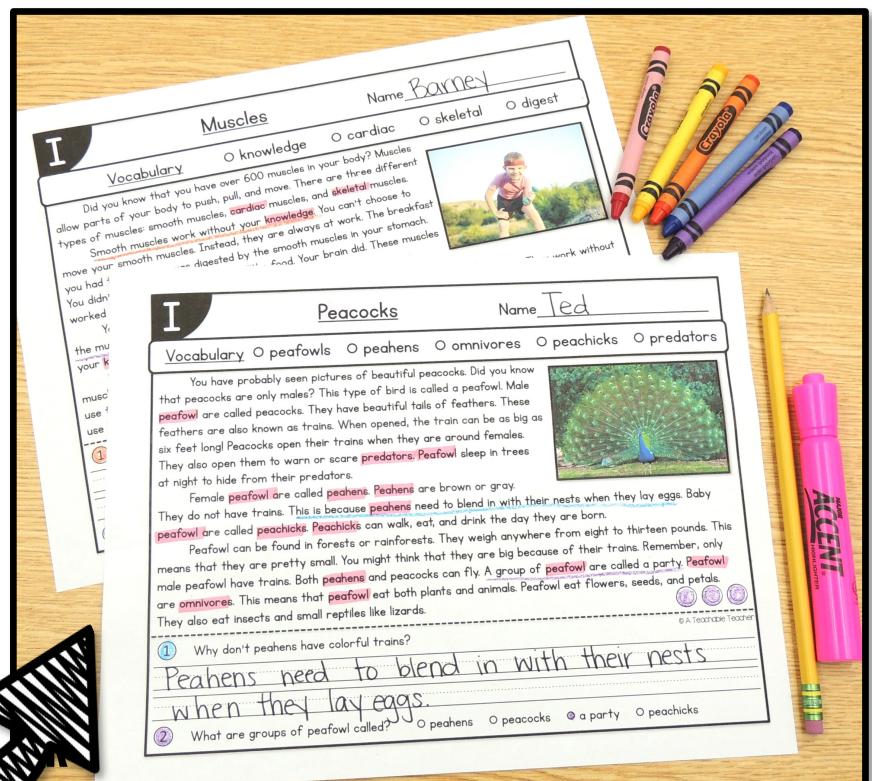 I
Muscles
Name Barney
Vocabulary O knowledge O cardiac O skeletal O digest
Did you know that you have over 600 muscles in your body? Muscles
allow parts of your body to push, pull, and move. There are three different
types of muscles: smooth muscles, cardiac muscles, and skeletal muscles.
Smooth muscles work without your knowledge. You can't choose to
move your smooth muscles. Instead, they are always at work. The breakfast
you had digested by the smooth muscles in your stomach.
You didn' food. Your brain did. These muscles
work without
worked
the mu
your k
musc
use
use
1
I
Peacocks
Name Ted
Vocabulary O peafowls O peahens O omnivores O peachicks O predators
You have probably seen pictures of beautiful peacocks. Did you know
that peacocks are only males? This type of bird is called a peafowl. Male
peafowl are called peacocks. They have beautiful tails of feathers. These
feathers are also known as trains. When opened, the train can be as big as
six feet long! Peacocks open their trains when they are around females.
They also open them to warn or scare predators. Peafowl sleep in trees
at night to hide from their predators.
Female peafowl are called peahens. Peahens are brown or gray.
They do not have trains. This is because peahens need to blend in with their nests when they lay eggs. Baby
peafowl are called peachicks. Peachicks can walk, eat, and drink the day they are born.
Peafowl can be found in forests or rainforests. They weigh anywhere from eight to thirteen pounds. This
means that they are pretty small. You might think that they are big because of their trains. Remember, only
male peafowl have trains. Both peahens and peacocks can fly. A group of peafowl are called a party. Peafowl
are omnivores. This means that peafowl eat both plants and animals. Peafowl eat flowers, seeds, and petals.
They also eat insects and small reptiles like lizards.
© A Teachable Teacher
1 Why don't peahens have colorful trains?
Peahens need to blend in with their nests
when they lay eggs.
2 What are groups of peafowl called? O peahens O peacocks O a party O peachicks
Crayola
Crayola
MAJOR
ACCENT
HIGHLIGHTER